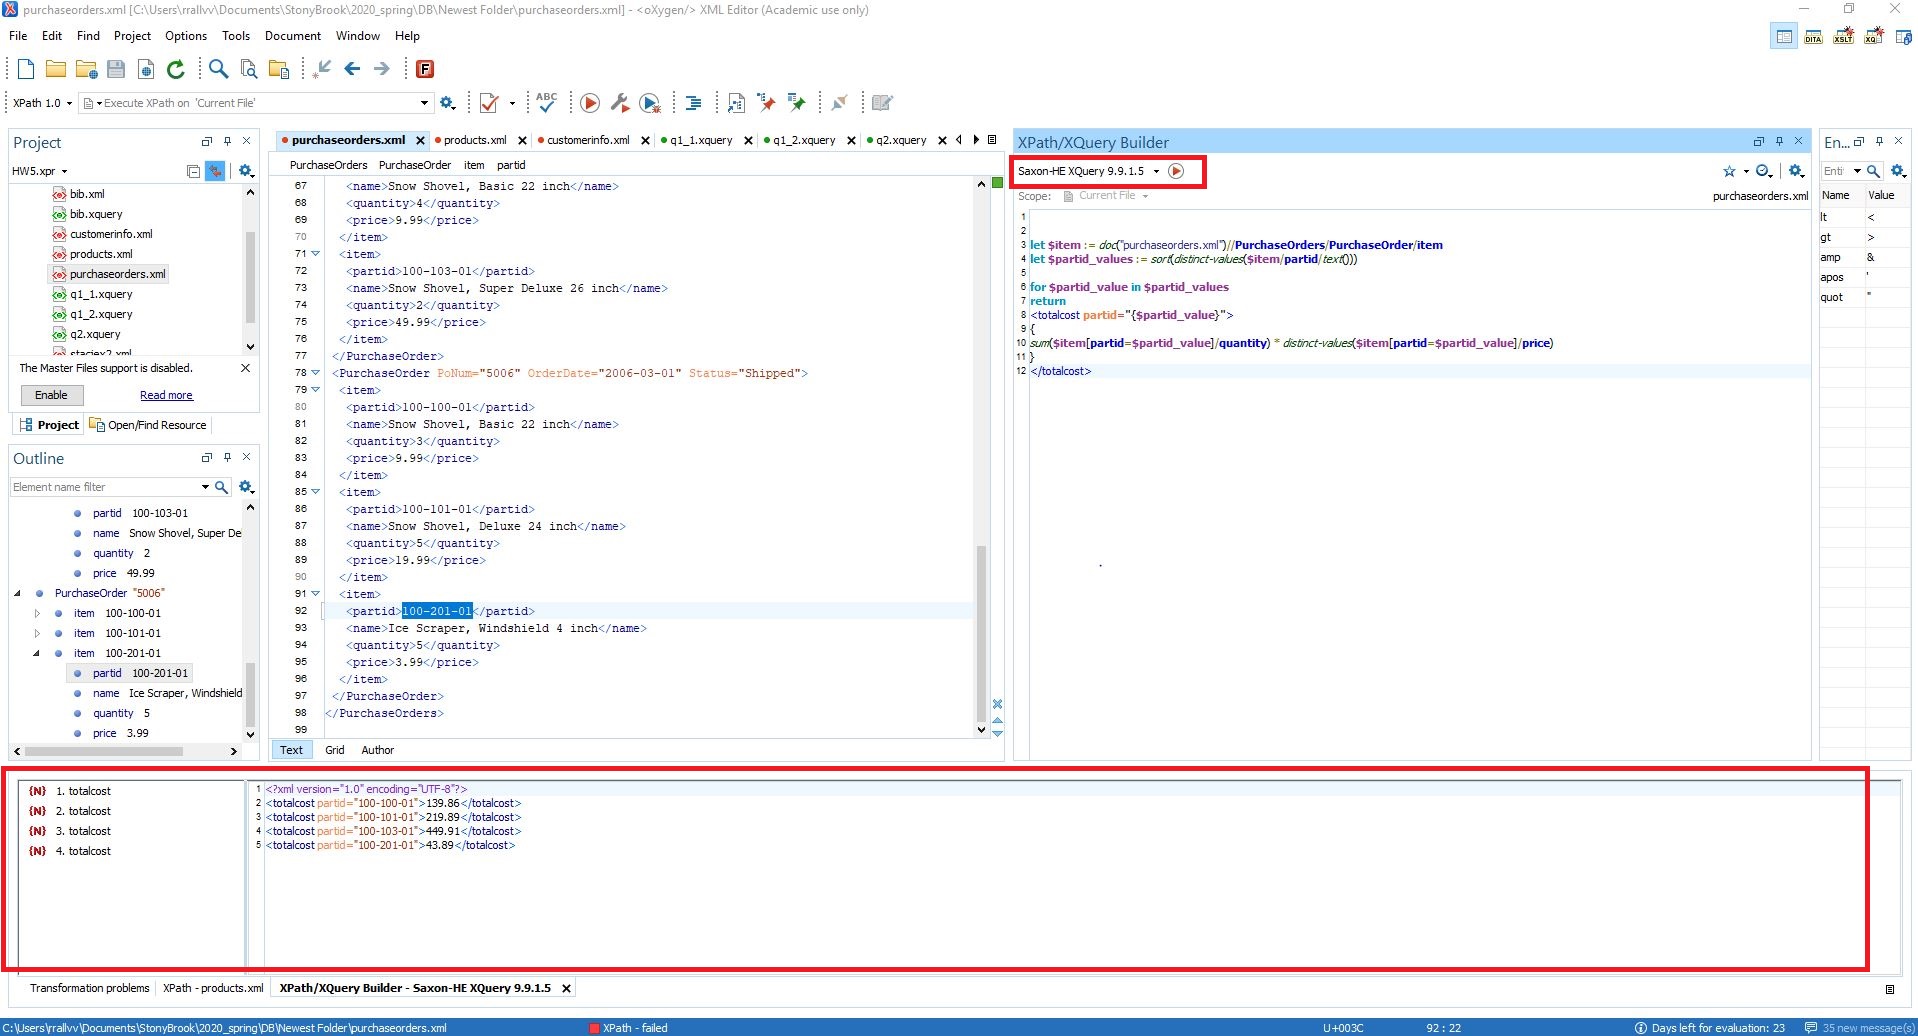 purchaseorders.xml [C:\Users\rrallvv\Documents\StonyBrook\2020_spring\DB\Newest Folder\purchaseorders.xml] - <oXygen/> XML Editor (Academic use only)
File Edit Find Project Options Tools Document Window Help
DITA XSLT XQ
F
XPath 1.0 Execute XPath on 'Current File' ABC
Project
HW5.xpr
bib.xml
bib.xquery
customerinfo.xml
products.xml
purchaseorders.xml
q1_1.xquery
q1_2.xquery
q2.xquery
The Master Files support is disabled.
Enable Read more
Project Open/Find Resource
Outline
Element name filter
partid 100-103-01
name Snow Shovel, Super De
quantity 2
price 49.99
PurchaseOrder "5006"
item 100-100-01
item 100-101-01
item 100-201-01
partid 100-201-01
name Ice Scraper, Windshield
quantity 5
price 3.99
purchaseorders.xml products.xml customerinfo.xml q1_1.xquery q1_2.xquery q2.xquery
PurchaseOrders PurchaseOrder item partid
67 <name>Snow Shovel, Basic 22 inch</name>
68 <quantity>4</quantity>
69 <price>9.99</price>
70 </item>
71 <item>
72 <partid>100-103-01</partid>
73 <name>Snow Shovel, Super Deluxe 26 inch</name>
74 <quantity>2</quantity>
75 <price>49.99</price>
76 </item>
77 </PurchaseOrder>
78 <PurchaseOrder PoNum="5006" OrderDate="2006-03-01" Status="Shipped">
79 <item>
80 <partid>100-100-01</partid>
81 <name>Snow Shovel, Basic 22 inch</name>
82 <quantity>3</quantity>
83 <price>9.99</price>
84 </item>
85 <item>
86 <partid>100-101-01</partid>
87 <name>Snow Shovel, Deluxe 24 inch</name>
88 <quantity>5</quantity>
89 <price>19.99</price>
90 </item>
91 <item>
92 <partid>100-201-01</partid>
93 <name>Ice Scraper, Windshield 4 inch</name>
94 <quantity>5</quantity>
95 <price>3.99</price>
96 </item>
97 </PurchaseOrder>
98 </PurchaseOrders>
99
Text Grid Author
XPath/XQuery Builder
Saxon-HE XQuery 9.9.1.5
Scope: Current File purchaseorders.xml
1
2
3 let $item := doc("purchaseorders.xml")//PurchaseOrders/PurchaseOrder/item
4 let $partid_values := sort(distinct-values($item/partid/text()))
5
6 for $partid_value in $partid_values
7 return
8 <totalcost partid="{$partid_value}">
9 {
10 sum($item[partid=$partid_value]/quantity) * distinct-values($item[partid=$partid_value]/price)
11 }
12 </totalcost>
En...
Enti
Name Value
lt <
gt >
amp &
apos '
quot "
1. totalcost
2. totalcost
3. totalcost
4. totalcost
1 <?xml version="1.0" encoding="UTF-8"?>
2 <totalcost partid="100-100-01">139.86</totalcost>
3 <totalcost partid="100-101-01">219.89</totalcost>
4 <totalcost partid="100-103-01">449.91</totalcost>
5 <totalcost partid="100-201-01">43.89</totalcost>
Transformation problems XPath - products.xml XPath/XQuery Builder - Saxon-HE XQuery 9.9.1.5
C:\Users\rrallvv\Documents\StonyBrook\2020_spring\DB\Newest Folder\purchaseorders.xml XPath - failed U+003C 92 : 22 Days left for evaluation: 23 35 new message(s)